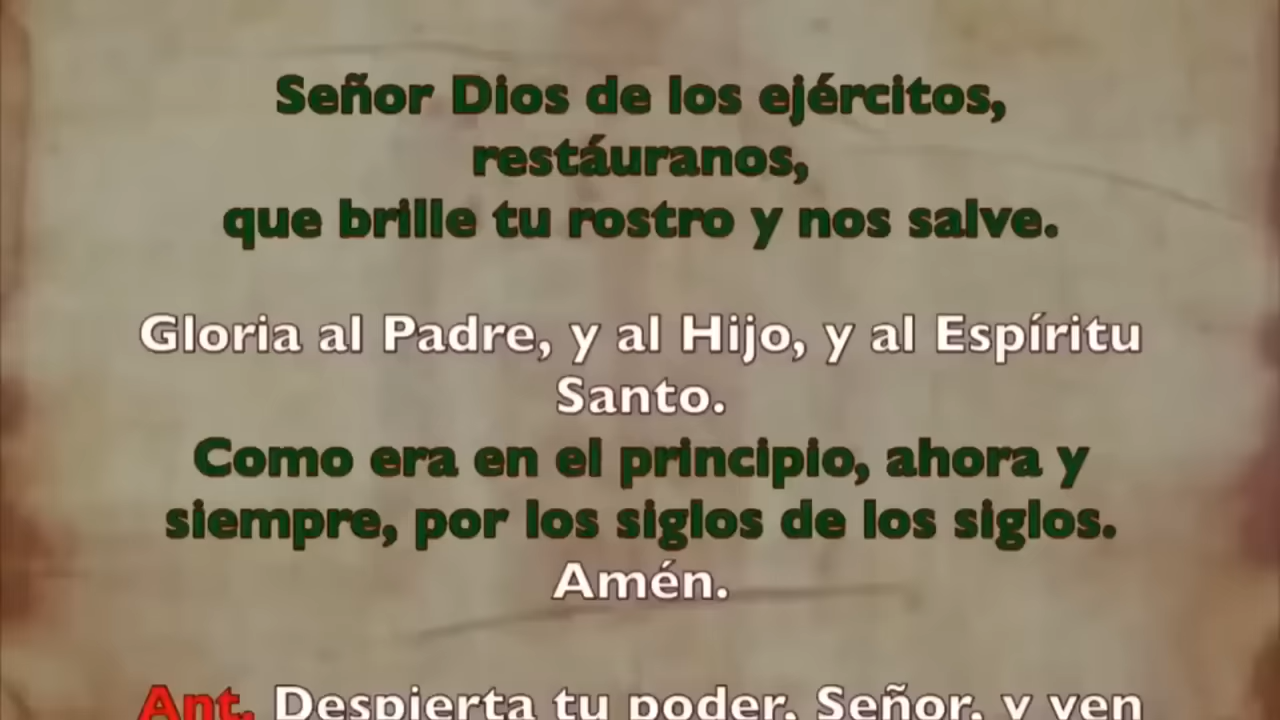 Señor Dios de los ejércitos,
restáuranos,
que brille tu rostro y nos salve.
Gloria al Padre, y al Hijo, y al Espíritu
Santo.
Como era en el principio, ahora y
siempre, por los siglos de los siglos.
Amén.
Ant. Despierta tu poder, Señor, y ven